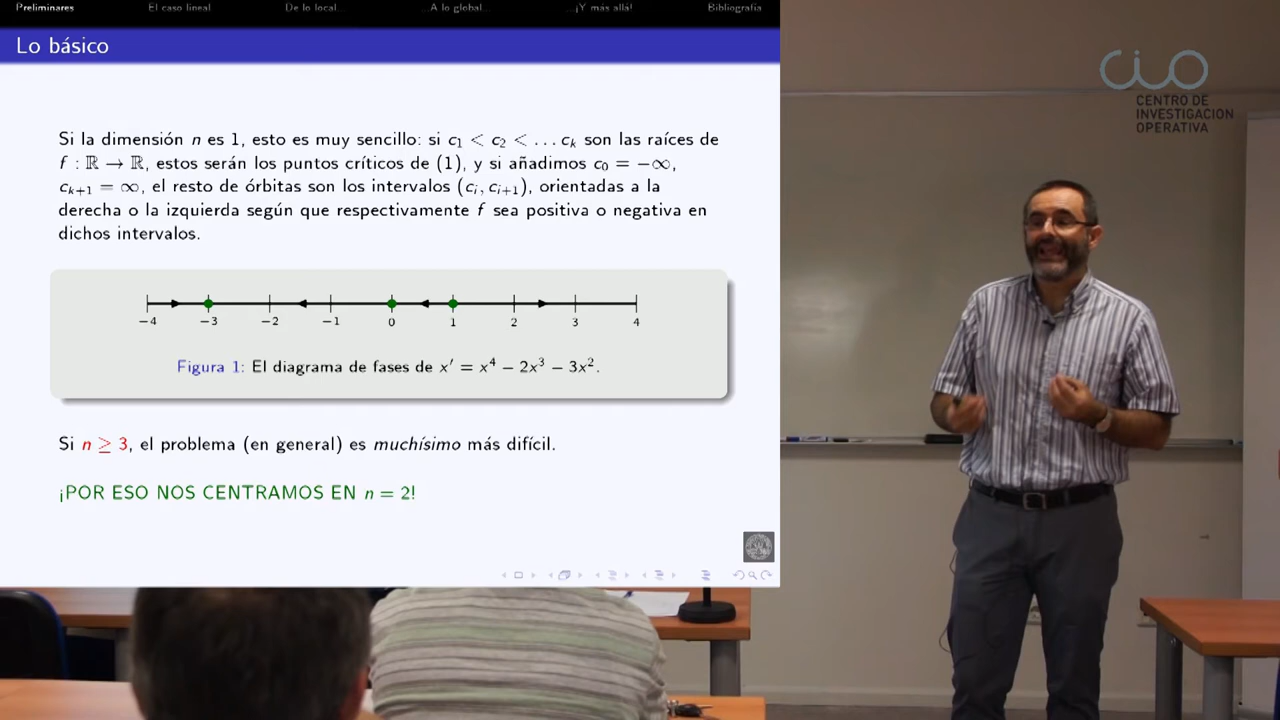 Preliminares El caso lineal De lo local... ...A lo global... ...¡Y más allá! Bibliografía
Lo básico
Si la dimensión n es 1, esto es muy sencillo: si c₁ < c₂ < ... cₖ son las raíces de
f : ℝ → ℝ, estos serán los puntos críticos de (1), y si añadimos c₀ = −∞,
cₖ₊₁ = ∞, el resto de órbitas son los intervalos (cᵢ, cᵢ₊₁), orientadas a la
derecha o la izquierda según que respectivamente f sea positiva o negativa en
dichos intervalos.
−4 −3 −2 −1 0 1 2 3 4
Figura 1: El diagrama de fases de x′ = x⁴ − 2x³ − 3x².
Si n ≥ 3, el problema (en general) es muchísimo más difícil.
¡POR ESO NOS CENTRAMOS EN n = 2!
CIO
CENTRO DE
INVESTIGACION
OPERATIVA